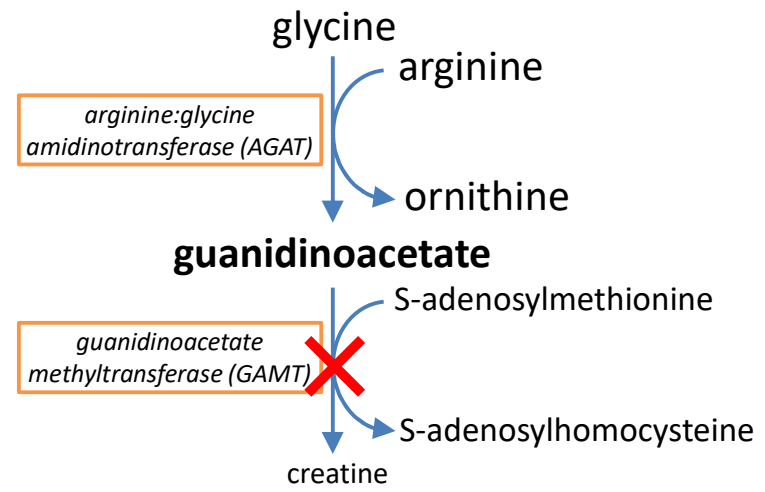 glycine
arginine
arginine:glycine
amidinotransferase (AGAT)
ornithine
guanidinoacetate
S-adenosylmethionine
guanidinoacetate
methyltransferase (GAMT)
S-adenosylhomocysteine
creatine